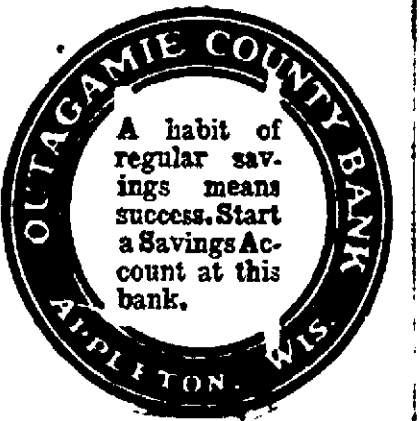 OUTAGAMIE COUNTY BANK
A habit of
regular sav-
ings means
success. Start
a Savings Ac-
count at this
bank.
APPLETON. WIS.